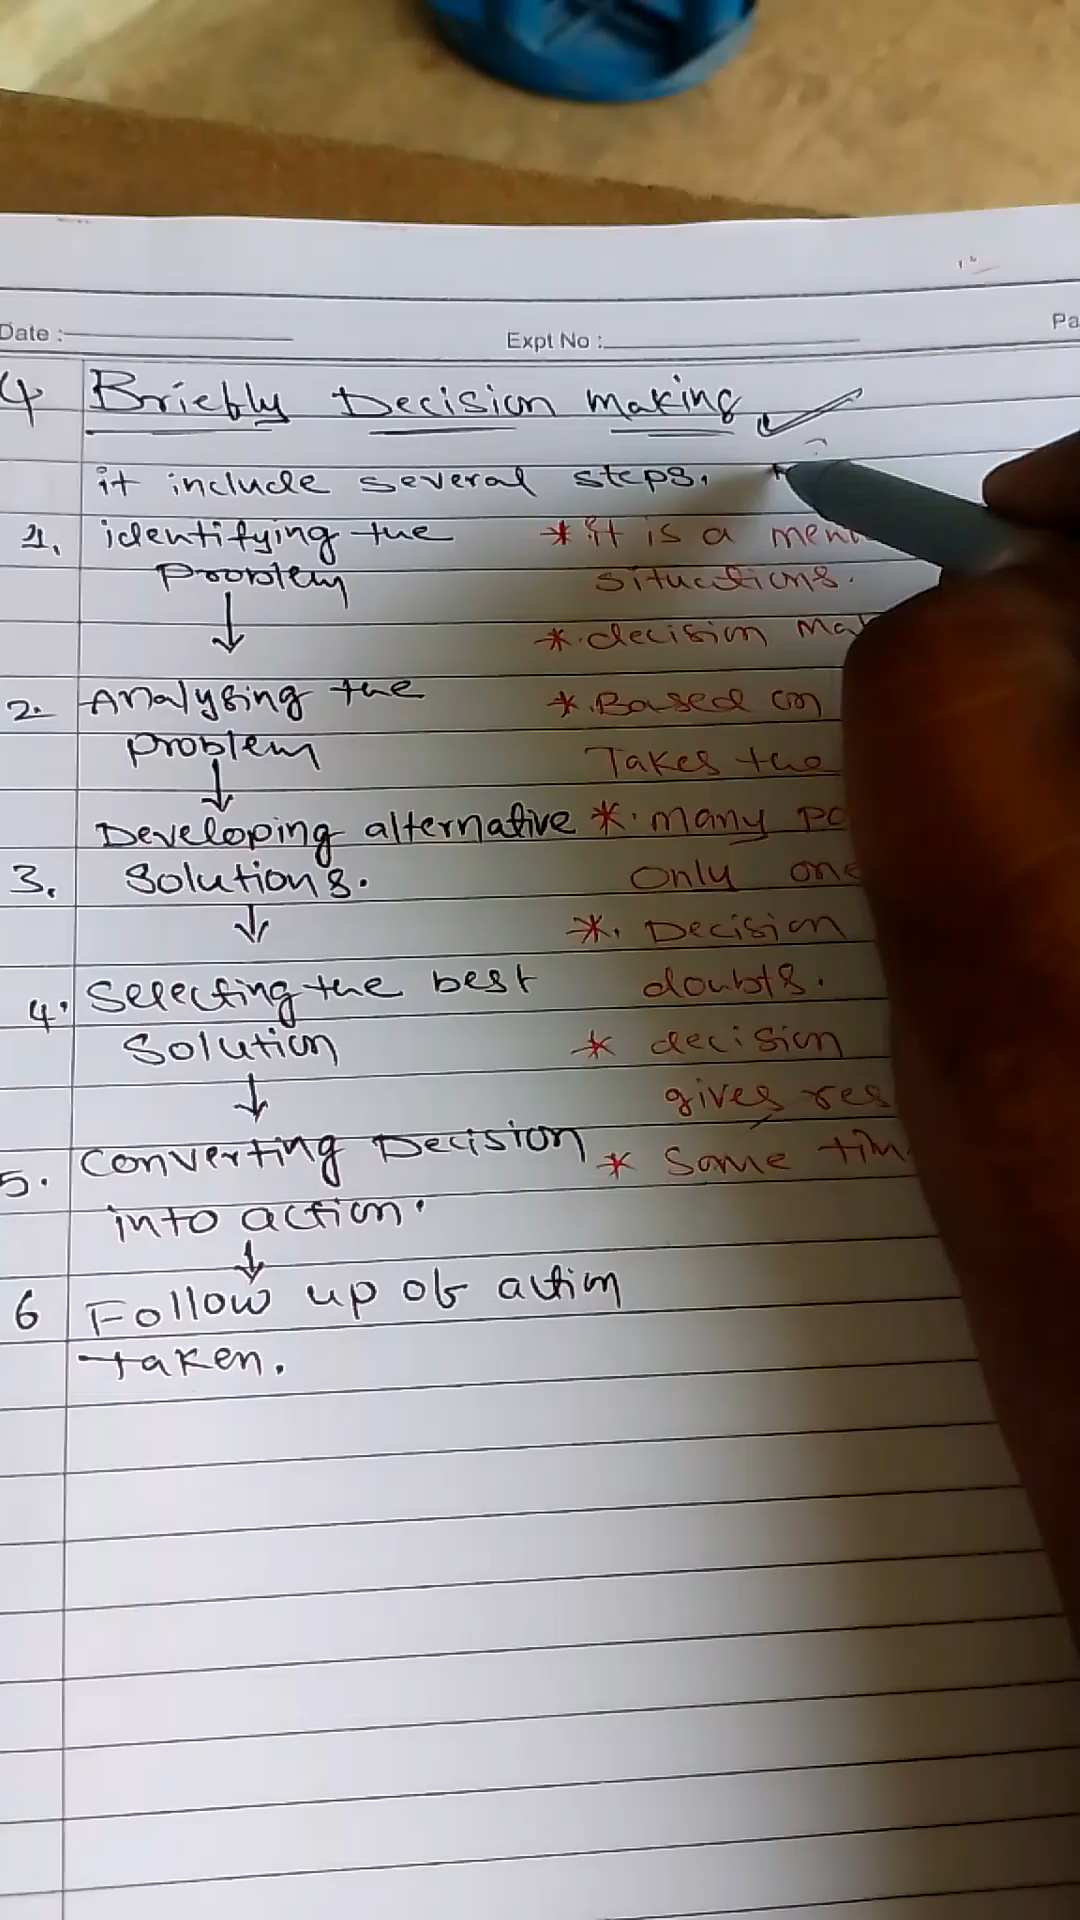 Date :
Expt No :
Pa
4 Briefly Decision making
it include several steps.
1. identifying the
problem
* it is a
situations.
* decision
2. Analysing the
problem
* Based on
Takes the
Developing alternative
3. Solutions.
* many
Only one
* Decision
doubts.
4. Selecting the best
Solution
* decision
gives
Converting Decision
5. into action.
* Some
6 Follow up of action
taken.